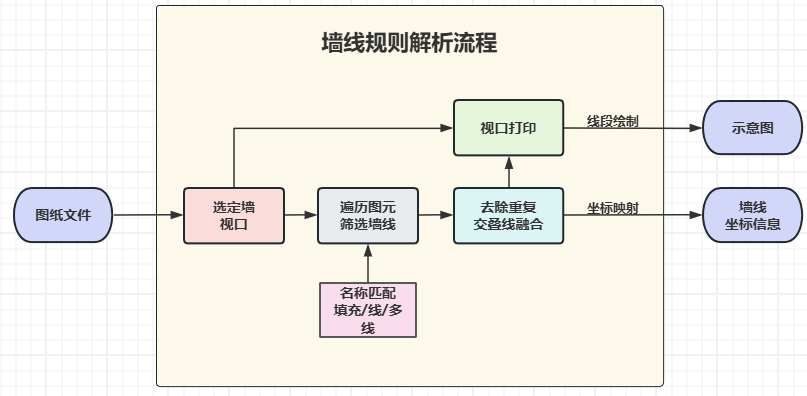 墙线规则解析流程
视口打印
线段绘制
示意图
图纸文件
选定墙
视口
遍历图元
筛选墙线
去除重复
交叠线融合
坐标映射
墙线
坐标信息
名称匹配
填充/线/多
线